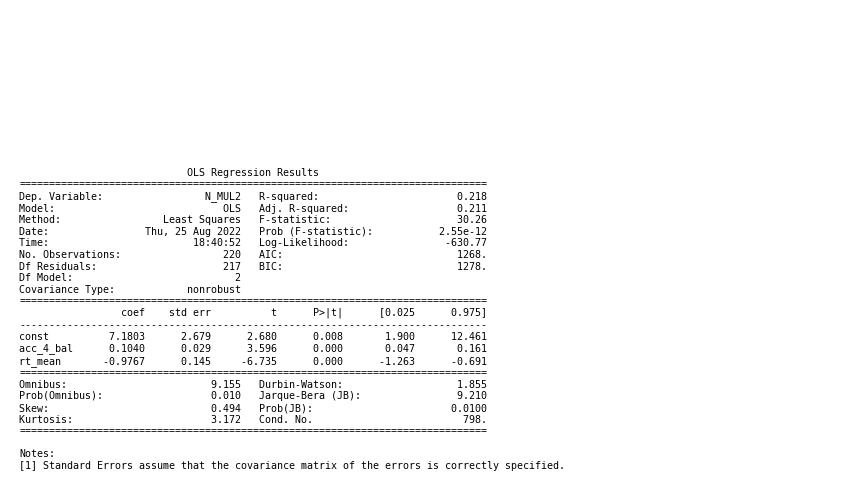 OLS Regression Results
==============================================================================
Dep. Variable:                 N_MUL2   R-squared:                       0.218
Model:                            OLS   Adj. R-squared:                  0.211
Method:                 Least Squares   F-statistic:                     30.26
Date:                Thu, 25 Aug 2022   Prob (F-statistic):           2.55e-12
Time:                        18:40:52   Log-Likelihood:                -630.77
No. Observations:                 220   AIC:                             1268.
Df Residuals:                     217   BIC:                             1278.
Df Model:                           2
Covariance Type:            nonrobust
==============================================================================
                 coef    std err          t      P>|t|      [0.025      0.975]
------------------------------------------------------------------------------
const          7.1803      2.679      2.680      0.008       1.900      12.461
acc_4_bal      0.1040      0.029      3.596      0.000       0.047       0.161
rt_mean       -0.9767      0.145     -6.735      0.000      -1.263      -0.691
==============================================================================
Omnibus:                        9.155   Durbin-Watson:                   1.855
Prob(Omnibus):                  0.010   Jarque-Bera (JB):                9.210
Skew:                           0.494   Prob(JB):                       0.0100
Kurtosis:                       3.172   Cond. No.                         798.
==============================================================================
Notes:
[1] Standard Errors assume that the covariance matrix of the errors is correctly specified.